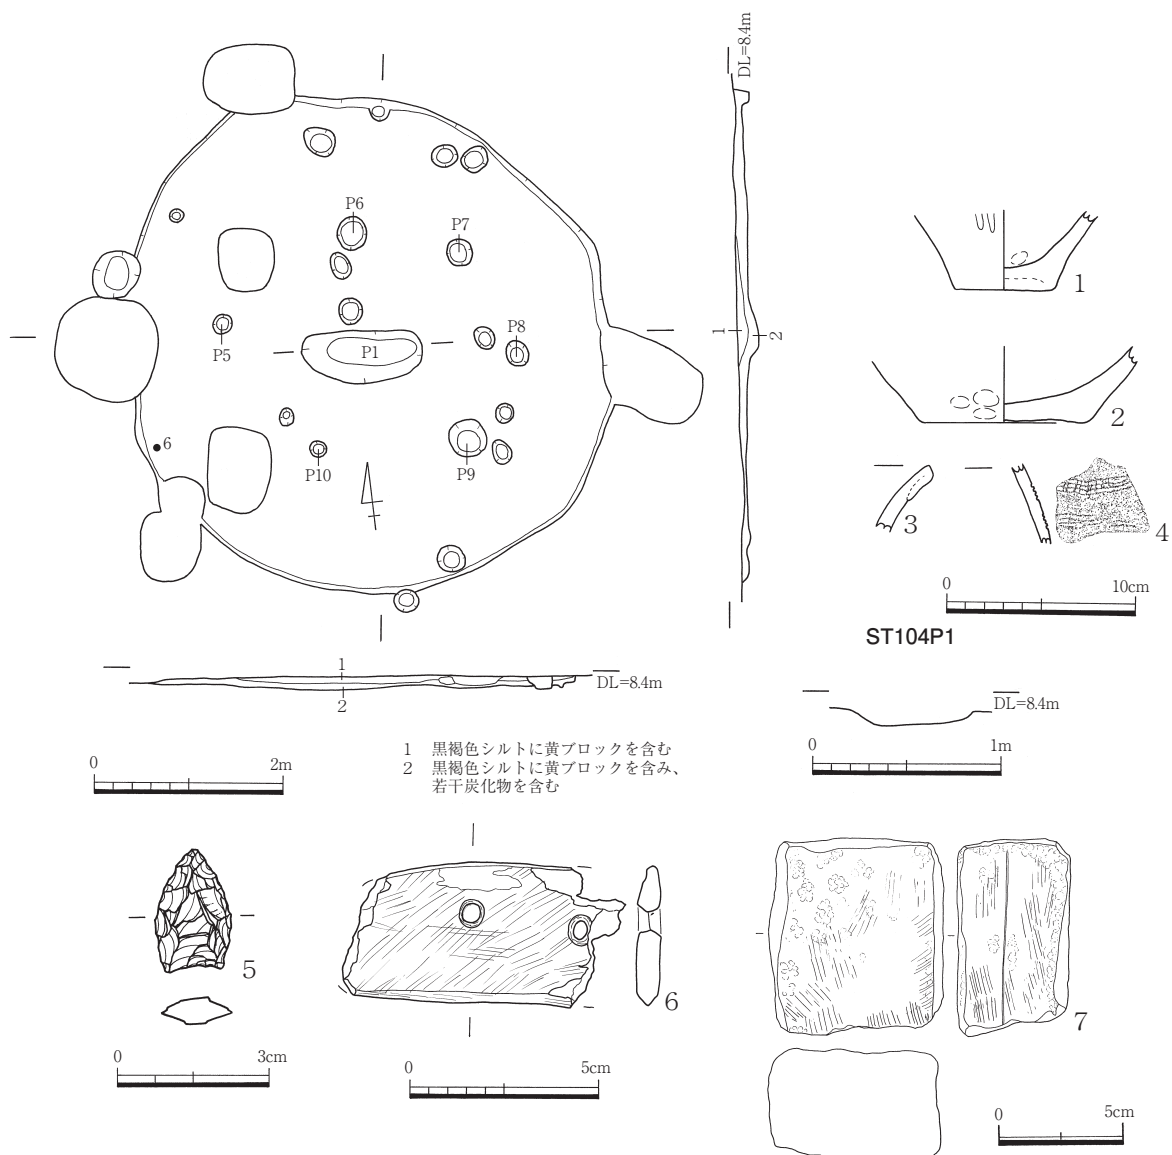 DL=8.4m
P6
P7
P5
P1
P8
6
P10
P9
1
2
1
2
3
4
0 10cm
ST104P1
1
2
DL=8.4m
DL=8.4m
0 2m
0 1m
1 黒褐色シルトに黄ブロックを含む
2 黒褐色シルトに黄ブロックを含み、
若干炭化物を含む
5
6
7
0 3cm
0 5cm
0 5cm